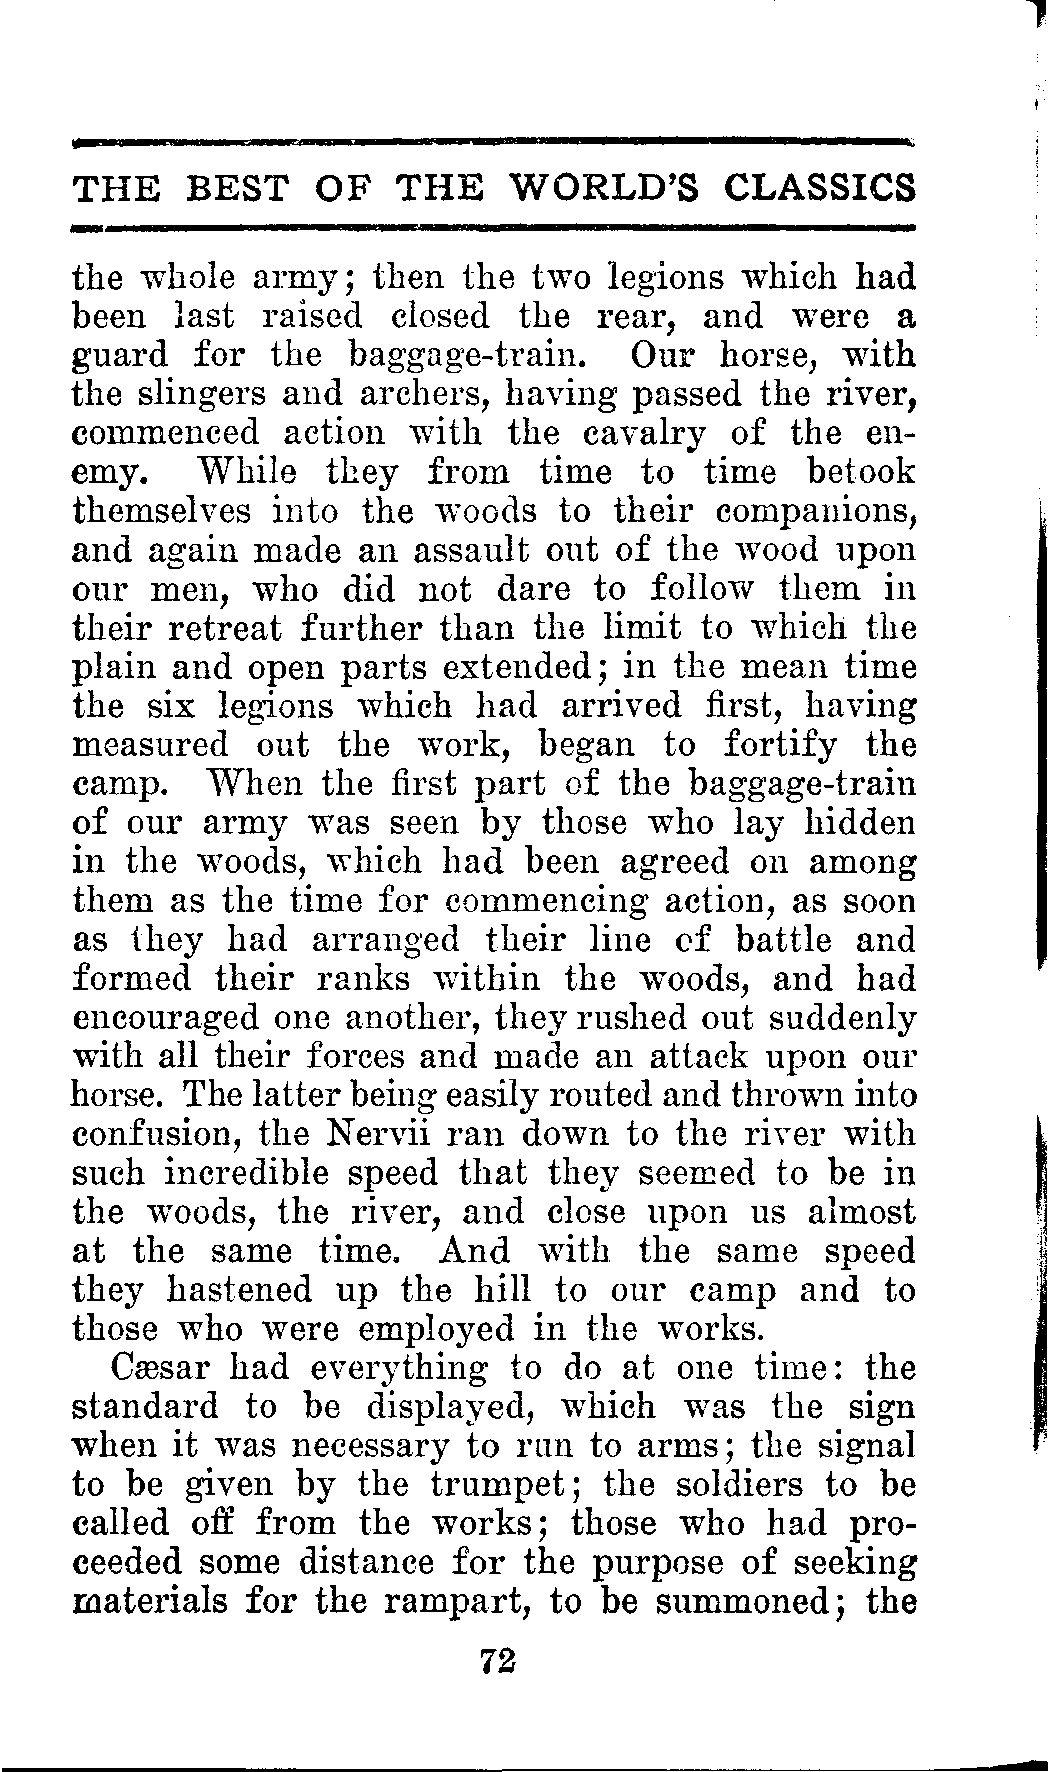 THE BEST OF THE WORLD'S CLASSICS
the whole army; then the two legions which had
been last raised closed the rear, and were a
guard for the baggage-train. Our horse, with
the slingers and archers, having passed the river,
commenced action with the cavalry of the en-
emy. While they from time to time betook
themselves into the woods to their companions,
and again made an assault out of the wood upon
our men, who did not dare to follow them in
their retreat further than the limit to which the
plain and open parts extended; in the mean time
the six legions which had arrived first, having
measured out the work, began to fortify the
camp. When the first part of the baggage-train
of our army was seen by those who lay hidden
in the woods, which had been agreed on among
them as the time for commencing action, as soon
as they had arranged their line of battle and
formed their ranks within the woods, and had
encouraged one another, they rushed out suddenly
with all their forces and made an attack upon our
horse. The latter being easily routed and thrown into
confusion, the Nervii ran down to the river with
such incredible speed that they seemed to be in
the woods, the river, and close upon us almost
at the same time. And with the same speed
they hastened up the hill to our camp and to
those who were employed in the works.
Cæsar had everything to do at one time: the
standard to be displayed, which was the sign
when it was necessary to run to arms; the signal
to be given by the trumpet; the soldiers to be
called off from the works; those who had pro-
ceeded some distance for the purpose of seeking
materials for the rampart, to be summoned; the
72